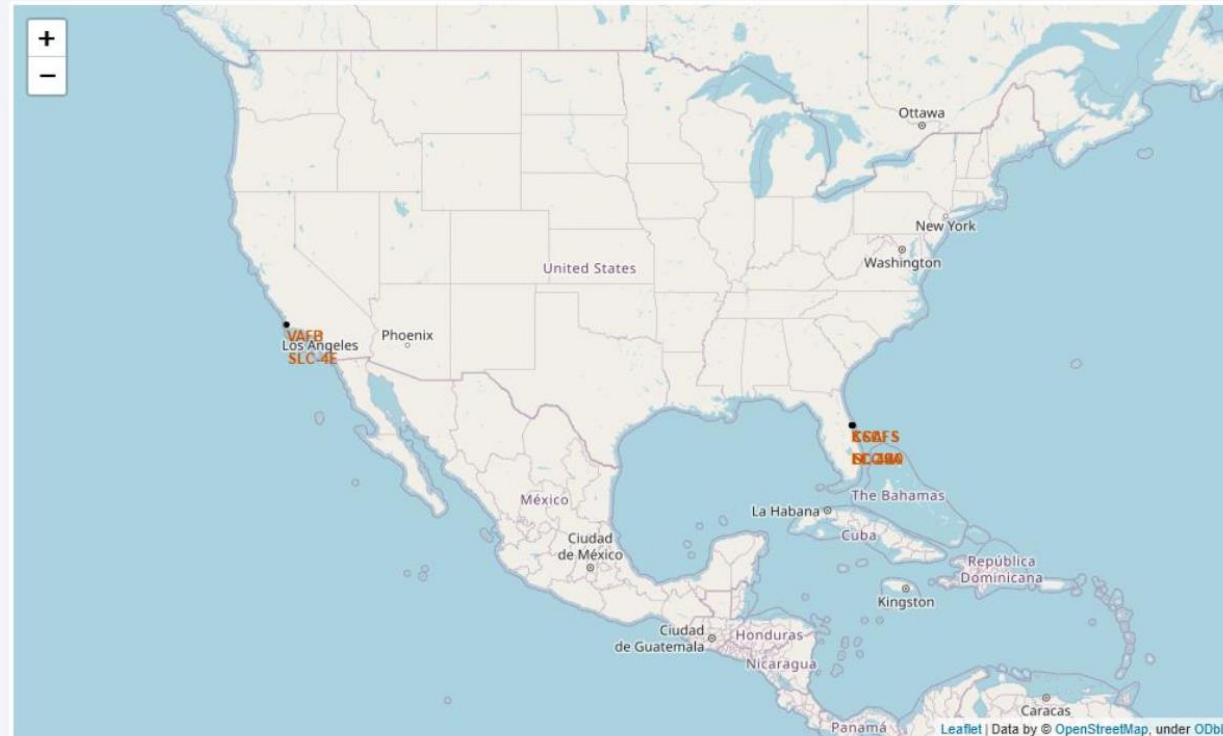 +
−
Ottawa
New York
Washington
United States
VAFB
Los Angeles
SLC-4E
Phoenix
México
Ciudad
de México
La Habana
The Bahamas
Cuba
República
Dominicana
Kingston
Ciudad
de Guatemala
Honduras
Nicaragua
Caracas
Panamá
Leaflet | Data by © OpenStreetMap, under ODbl